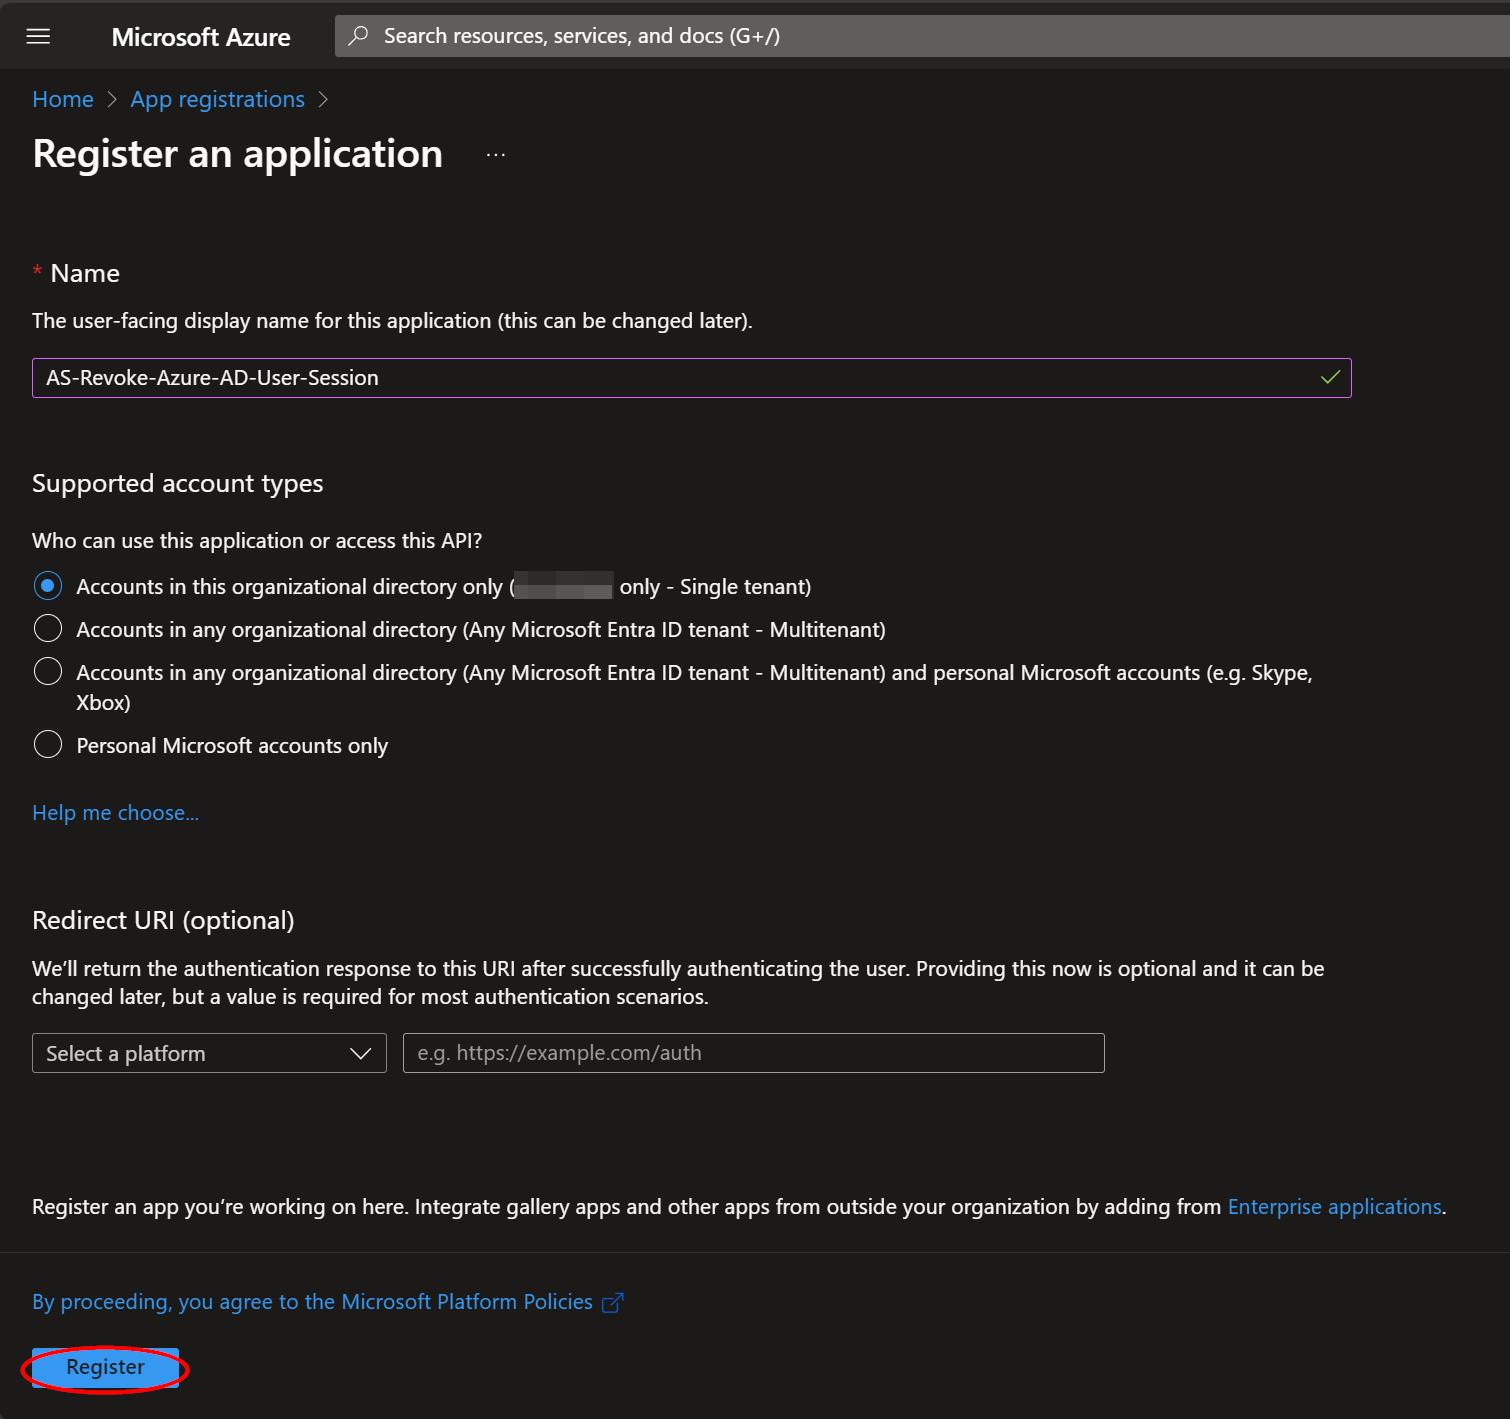 Microsoft Azure
Search resources, services, and docs (G+/)
Home > App registrations >
Register an application ...
* Name
The user-facing display name for this application (this can be changed later).
AS-Revoke-Azure-AD-User-Session
Supported account types
Who can use this application or access this API?
Accounts in this organizational directory only ( only - Single tenant)
Accounts in any organizational directory (Any Microsoft Entra ID tenant - Multitenant)
Accounts in any organizational directory (Any Microsoft Entra ID tenant - Multitenant) and personal Microsoft accounts (e.g. Skype,
Xbox)
Personal Microsoft accounts only
Help me choose...
Redirect URI (optional)
We’ll return the authentication response to this URI after successfully authenticating the user. Providing this now is optional and it can be
changed later, but a value is required for most authentication scenarios.
Select a platform
e.g. https://example.com/auth
Register an app you’re working on here. Integrate gallery apps and other apps from outside your organization by adding from Enterprise applications.
By proceeding, you agree to the Microsoft Platform Policies
Register